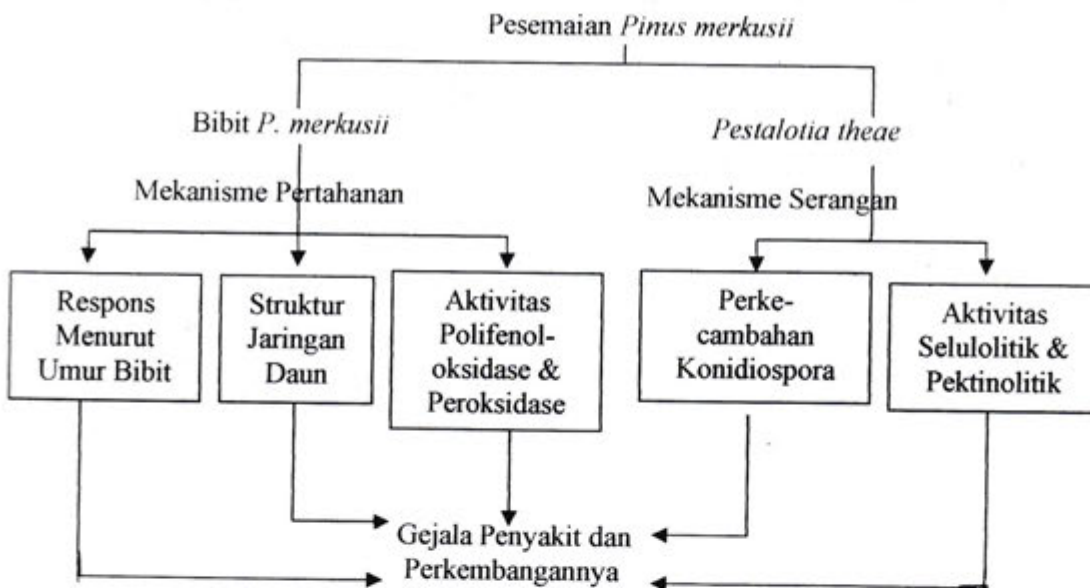 Pesemaian Pinus merkusii
Bibit P. merkusii
Pestalotia theae
Mekanisme Pertahanan
Mekanisme Serangan
Respons
Menurut
Umur Bibit
Struktur
Jaringan
Daun
Aktivitas
Polifenol-
oksidase &
Peroksidase
Perke-
cambahan
Konidiospora
Aktivitas
Selulolitik &
Pektinolitik
Gejala Penyakit dan
Perkembangannya